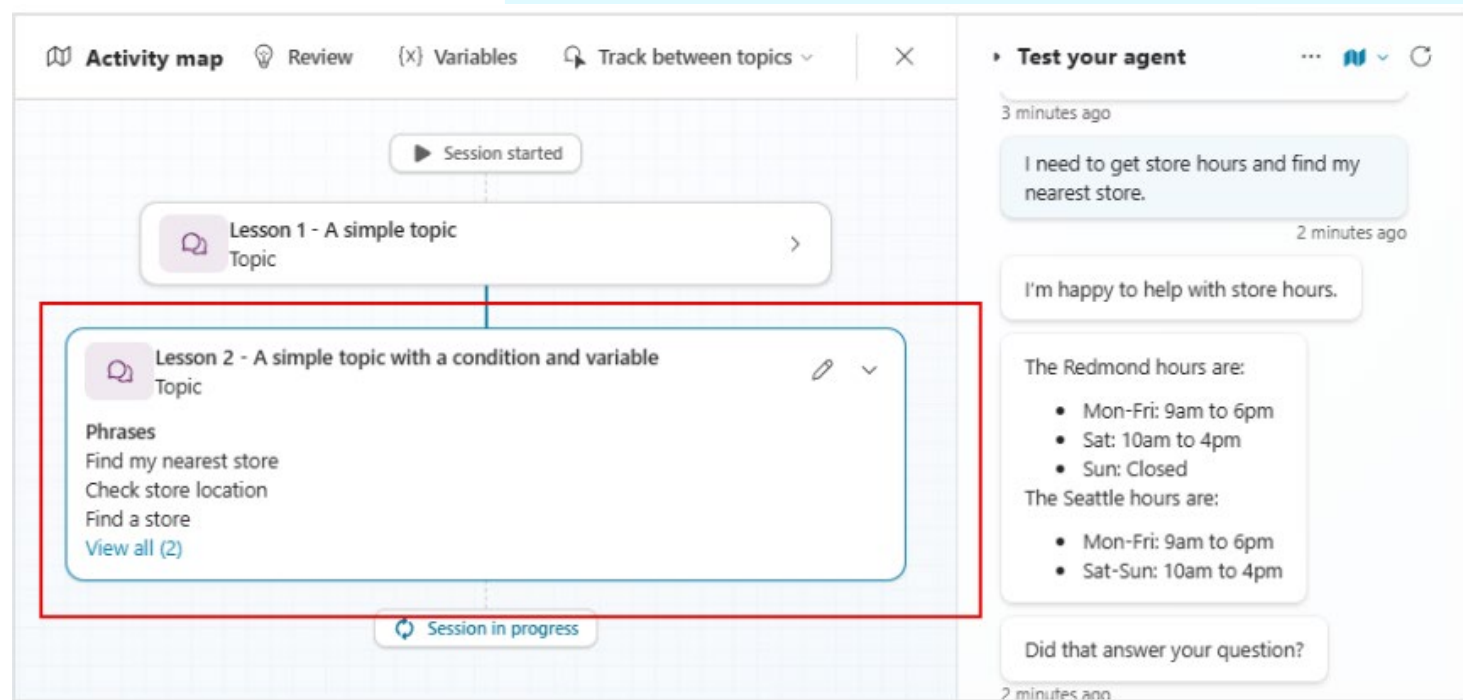 Activity map
Review
{x} Variables
Track between topics
Session started
Lesson 1 - A simple topic
Topic
Lesson 2 - A simple topic with a condition and variable
Topic
Phrases
Find my nearest store
Check store location
Find a store
View all (2)
Session in progress
Test your agent
3 minutes ago
I need to get store hours and find my
nearest store.
2 minutes ago
I'm happy to help with store hours.
The Redmond hours are:
• Mon-Fri: 9am to 6pm
• Sat: 10am to 4pm
• Sun: Closed
The Seattle hours are:
• Mon-Fri: 9am to 6pm
• Sat-Sun: 10am to 4pm
Did that answer your question?
2 minutes ago